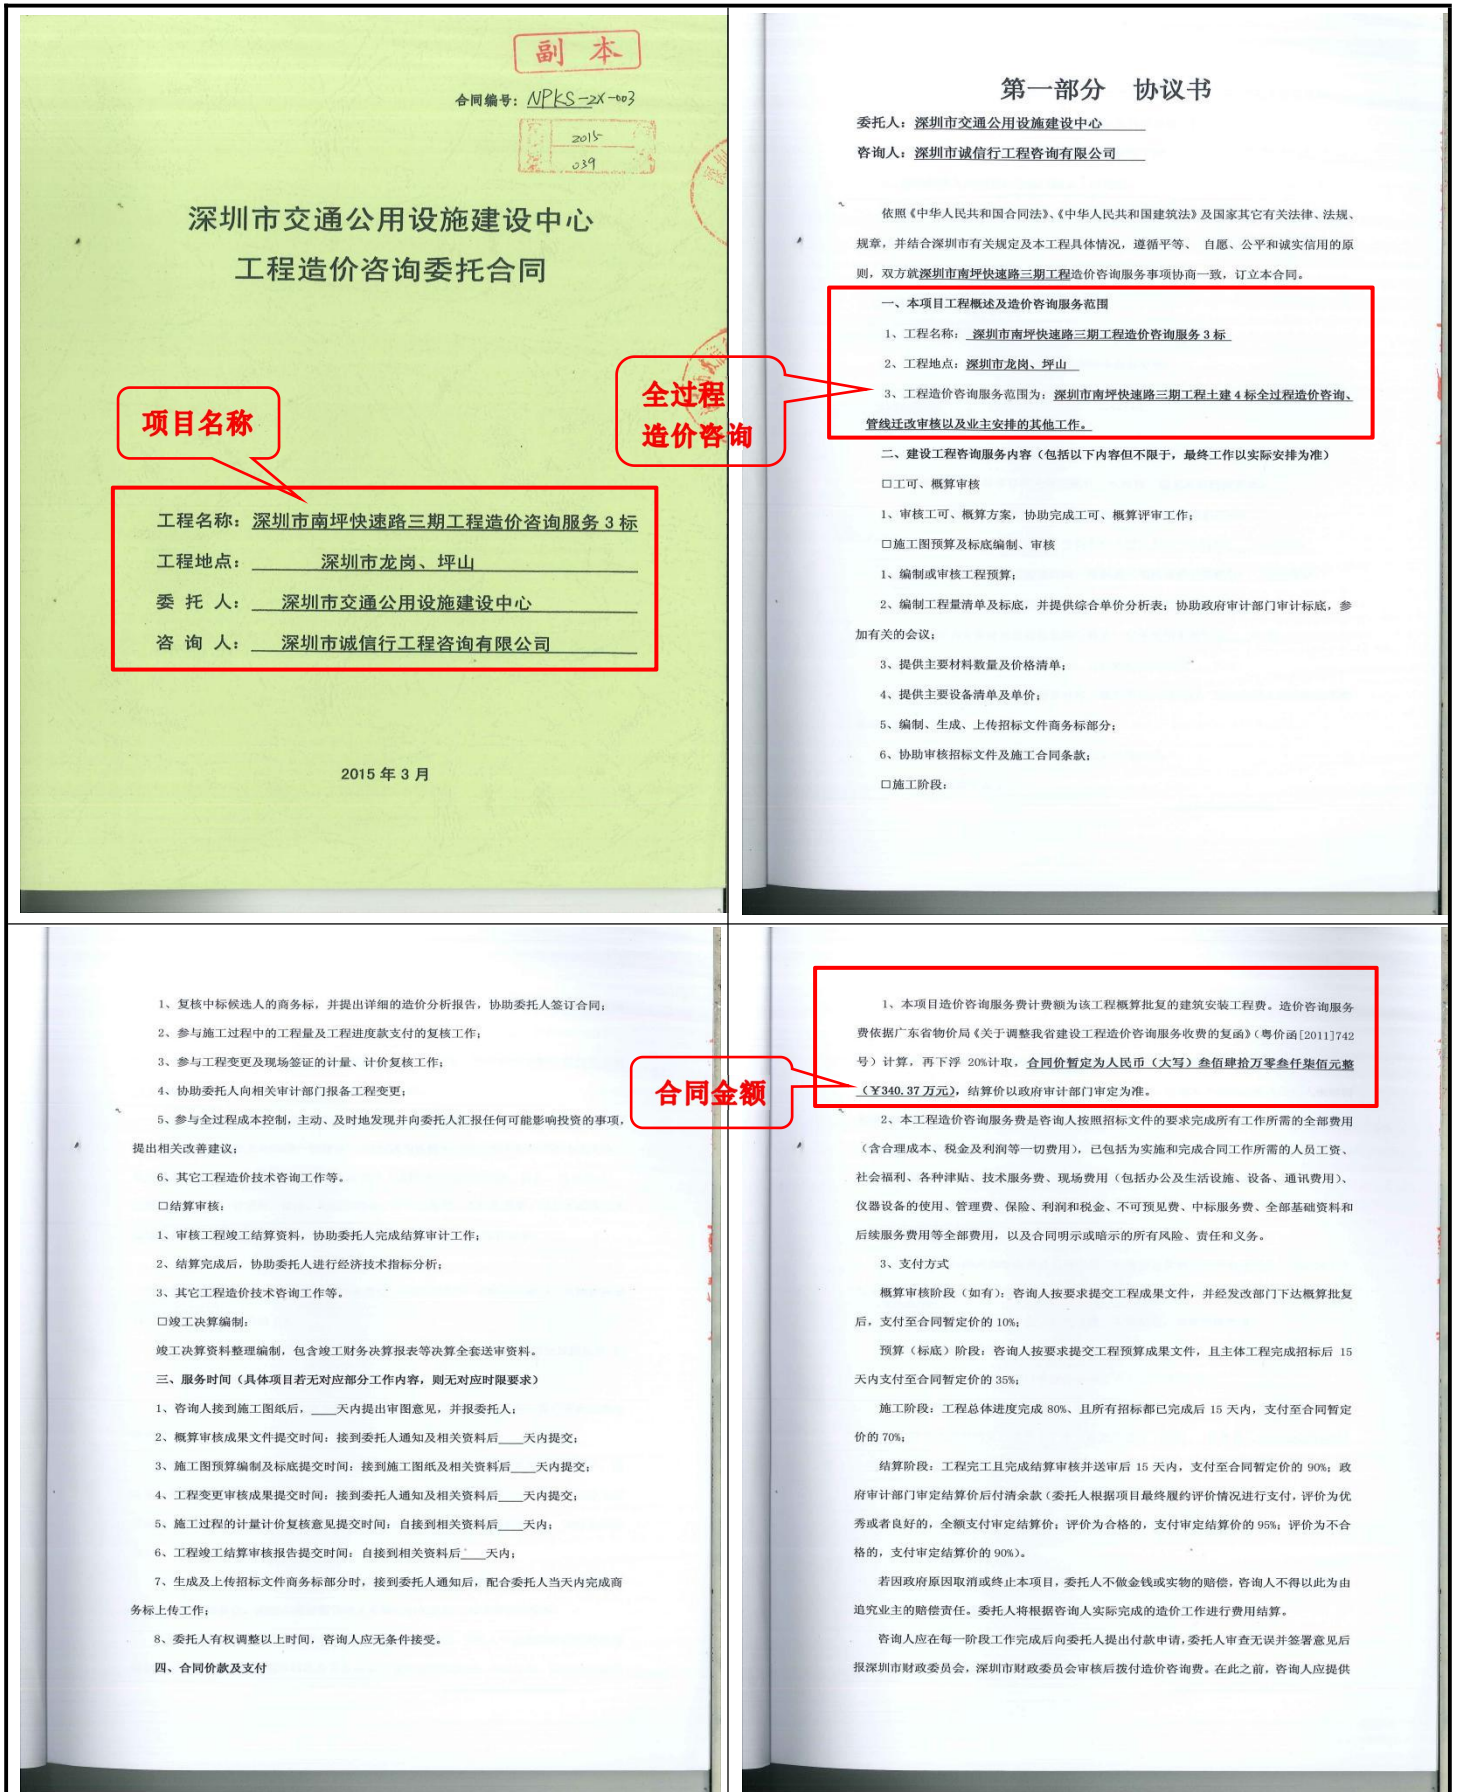 副 本
合同编号：NPKS-2X-003
2015
039
深圳市交通公用设施建设中心
工程造价咨询委托合同
项目名称
工程名称：深圳市南坪快速路三期工程造价咨询服务 3 标
工程地点：深圳市龙岗、坪山
委 托 人：深圳市交通公用设施建设中心
咨 询 人：深圳市诚信行工程咨询有限公司
2015 年 3 月
第一部分 协议书
委托人：深圳市交通公用设施建设中心
咨询人：深圳市诚信行工程咨询有限公司
依照《中华人民共和国合同法》、《中华人民共和国建筑法》及国家其它有关法律、法规、
规章，并结合深圳市有关规定及本工程具体情况，遵循平等、 自愿、公平和诚实信用的原
则，双方就深圳市南坪快速路三期工程造价咨询服务事项协商一致，订立本合同。
一、本项目工程概述及造价咨询服务范围
1、工程名称： 深圳市南坪快速路三期工程造价咨询服务 3 标
2、工程地点：深圳市龙岗、坪山
全过程
造价咨询
3、工程造价咨询服务范围为：深圳市南坪快速路三期工程土建 4 标全过程造价咨询、
管线迁改审核以及业主安排的其他工作。
二、建设工程咨询服务内容（包括以下内容但不限于，最终工作以实际安排为准）
□工可、概算审核
1、审核工可、概算方案，协助完成工可、概算评审工作；
□施工图预算及标底编制、审核
1、编制或审核工程预算；
2、编制工程量清单及标底，并提供综合单价分析表；协助政府审计部门审计标底，参
加有关的会议；
3、提供主要材料数量及价格清单；
4、提供主要设备清单及单价；
5、编制、生成、上传招标文件商务标部分；
6、协助审核招标文件及施工合同条款；
□施工阶段：
1、复核中标候选人的商务标，并提出详细的造价分析报告，协助委托人签订合同；
2、参与施工过程中的工程量及工程进度款支付的复核工作；
3、参与工程变更及现场签证的计量、计价复核工作；
4、协助委托人向相关审计部门报备工程变更；
5、参与全过程成本控制，主动、及时地发现并向委托人汇报任何可能影响投资的事项，
提出相关改善建议；
6、其它工程造价技术咨询工作等。
□结算审核：
1、审核工程竣工结算资料，协助委托人完成结算审计工作；
2、结算完成后，协助委托人进行经济技术指标分析；
3、其它工程造价技术咨询工作等。
□竣工决算编制：
竣工决算资料整理编制，包含竣工财务决算报表等决算全套送审资料。
三、服务时间（具体项目若无对应部分工作内容，则无对应时限要求）
1、咨询人接到施工图纸后，____天内提出审图意见，并报委托人；
2、概算审核成果文件提交时间：接到委托人通知及相关资料后____天内提交；
3、施工图预算编制及标底提交时间：接到施工图纸及相关资料后____天内提交；
4、工程变更审核成果提交时间：接到委托人通知及相关资料后____天内提交；
5、施工过程的计量计价复核意见提交时间：自接到相关资料后____天内；
6、工程竣工结算审核报告提交时间：自接到相关资料后____天内；
7、生成及上传招标文件商务标部分时，接到委托人通知后，配合委托人当天内完成商
务标上传工作；
8、委托人有权调整以上时间，咨询人应无条件接受。
四、合同价款及支付
1、本项目造价咨询服务费计费额为该工程概算批复的建筑安装工程费。造价咨询服务
费依据广东省物价局《关于调整我省建设工程造价咨询服务收费的复函》（粤价函[2011]742
号）计算，再下浮 20%计取，合同价暂定为人民币（大写）叁佰肆拾万零叁仟柒佰元整
合同金额
（￥340.37 万元），结算价以政府审计部门审定为准。
2、本工程造价咨询服务费是咨询人按照招标文件的要求完成所有工作所需的全部费用
（含合理成本、税金及利润等一切费用），已包括为实施和完成合同工作所需的人员工资、
社会福利、各种津贴、技术服务费、现场费用（包括办公及生活设施、设备、通讯费用）、
仪器设备的使用、管理费、保险、利润和税金、不可预见费、中标服务费、全部基础资料和
后续服务费用等全部费用，以及合同明示或暗示的所有风险、责任和义务。
3、支付方式
概算审核阶段（如有）：咨询人按要求提交工程成果文件，并经发改部门下达概算批复
后，支付至合同暂定价的 10%；
预算（标底）阶段：咨询人按要求提交工程预算成果文件，且主体工程完成招标后 15
天内支付至合同暂定价的 35%；
施工阶段：工程总体进度完成 80%、且所有招标都已完成后 15 天内，支付至合同暂定
价的 70%；
结算阶段：工程完工且完成结算审核并送审后 15 天内，支付至合同暂定价的 90%；政
府审计部门审定结算价后付清余款（委托人根据项目最终履约评价情况进行支付，评价为优
秀或者良好的，全额支付审定结算价；评价为合格的，支付审定结算价的 95%；评价为不合
格的，支付审定结算价的 90%）。
若因政府原因取消或终止本项目，委托人不做金钱或实物的赔偿，咨询人不得以此为由
追究业主的赔偿责任。委托人将根据咨询人实际完成的造价工作进行费用结算。
咨询人应在每一阶段工作完成后向委托人提出付款申请，委托人审查无误并签署意见后
报深圳市财政委员会，深圳市财政委员会审核后拨付造价咨询费。在此之前，咨询人应提供